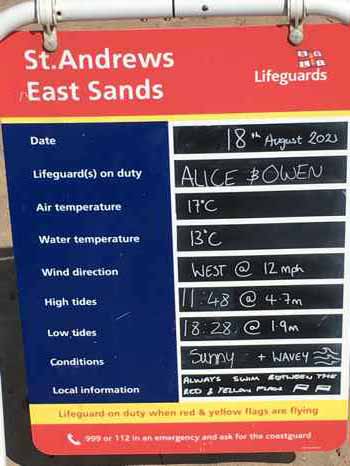 St.Andrews
East Sands
RNLI
Lifeguards
Date 18th August 202
Lifeguard(s) on duty ALICE & OWEN
Air temperature 17°C
Water temperature 13°C
Wind direction WEST @ 12 mph
High tides 11:48 @ 4.7m
Low tides 18:28 @ 1.9m
Conditions Sunny + WAVEY
Local information ALWAYS SWIM BETWEEN THE
RED & YELLOW FLAGS
Lifeguard on duty when red & yellow flags are flying
999 or 112 in an emergency and ask for the coastguard